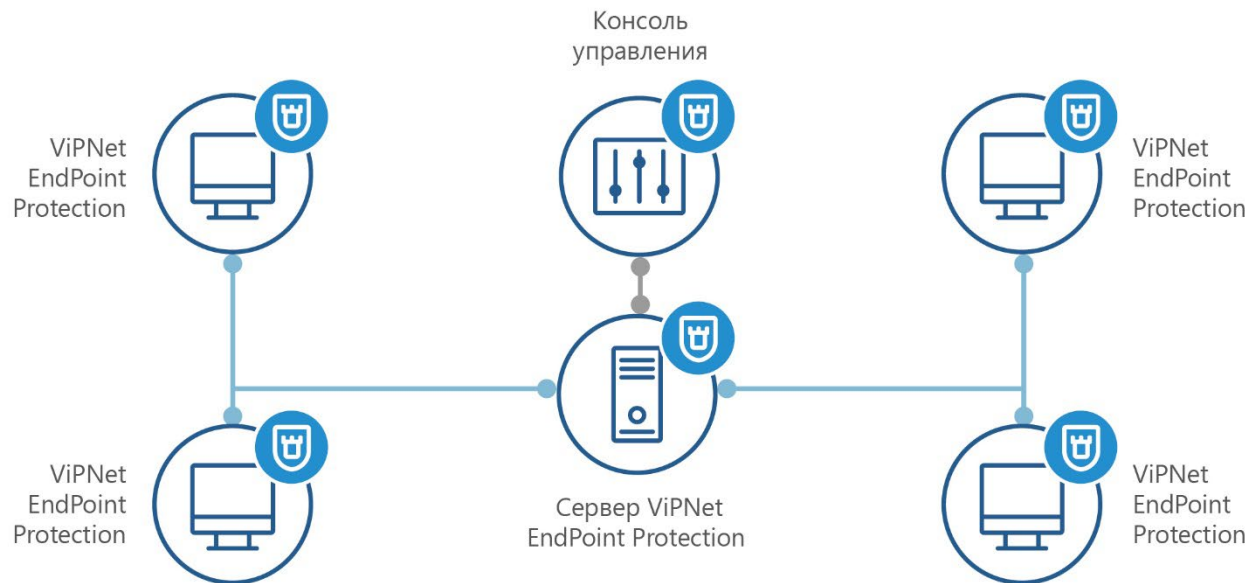 Консоль
управления
ViPNet
EndPoint
Protection
ViPNet
EndPoint
Protection
ViPNet
EndPoint
Protection
Сервер ViPNet
EndPoint Protection
ViPNet
EndPoint
Protection